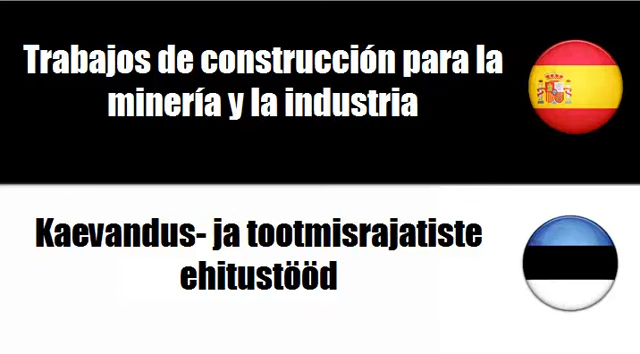 Trabajos de construcción para la
minería y la industria
Kaevandus- ja tootmisrajatiste
ehitustööd